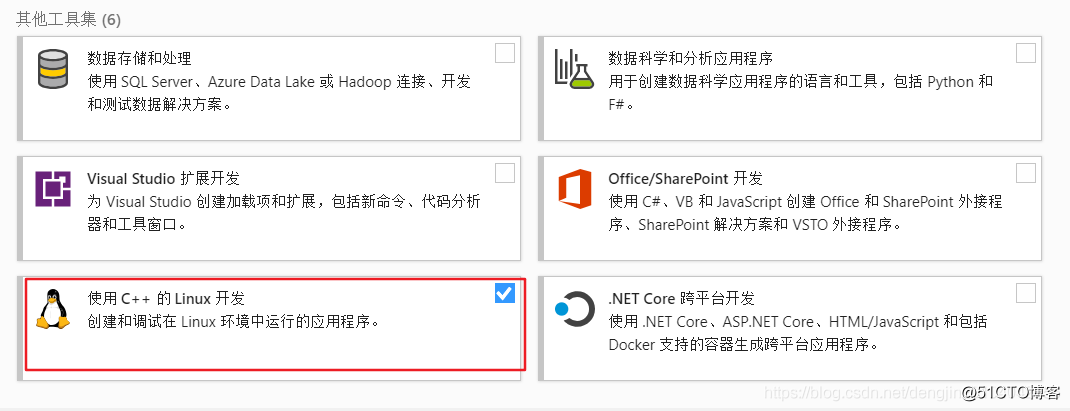 其他工具集 (6)
数据存储和处理
使用 SQL Server、Azure Data Lake 或 Hadoop 连接、开发
和测试数据解决方案。
数据科学和分析应用程序
用于创建数据科学应用程序的语言和工具，包括 Python 和
F#。
Visual Studio 扩展开发
为 Visual Studio 创建加载项和扩展，包括新命令、代码分析
器和工具窗口。
Office/SharePoint 开发
使用 C#、VB 和 JavaScript 创建 Office 和 SharePoint 外接程
序、SharePoint 解决方案和 VSTO 外接程序。
使用 C++ 的 Linux 开发
创建和调试在 Linux 环境中运行的应用程序。
.NET Core 跨平台开发
使用 .NET Core、ASP.NET Core、HTML/JavaScript 和包括
Docker 支持的容器生成跨平台应用程序。
https://blog.csdn.net/dengjin
@51CTO博客